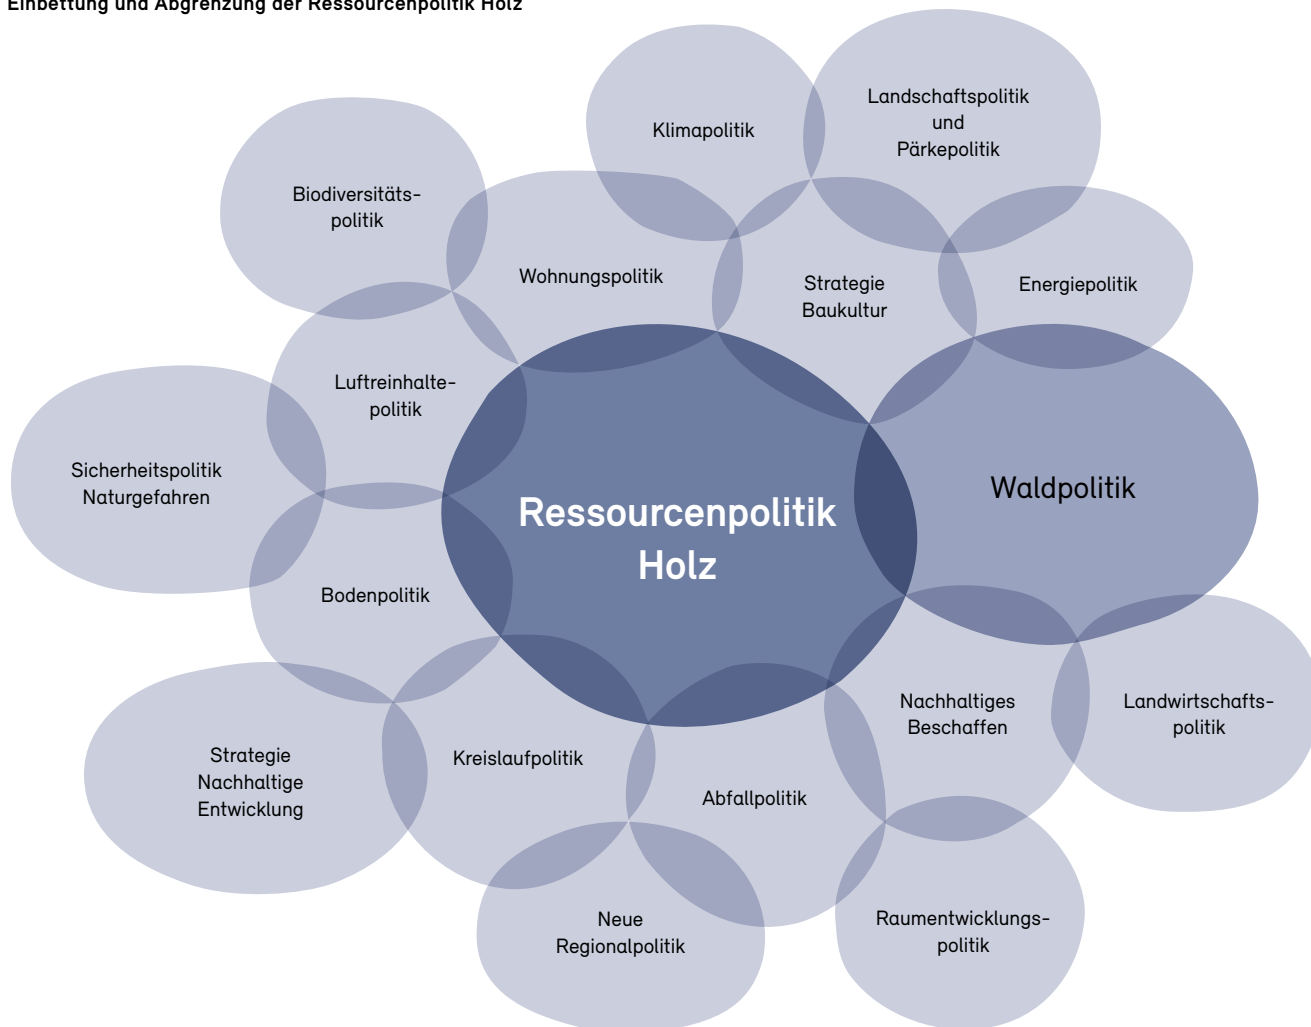 Einbettung und Abgrenzung der Ressourcenpolitik Holz
Klimapolitik
Landschaftspolitik
und
Pärkepolitik
Biodiversitäts-
politik
Wohnungspolitik
Strategie
Baukultur
Energiepolitik
Luftreinhalte-
politik
Sicherheitspolitik
Naturgefahren
Ressourcenpolitik
Holz
Waldpolitik
Bodenpolitik
Strategie
Nachhaltige
Entwicklung
Kreislaufpolitik
Abfallpolitik
Nachhaltiges
Beschaffen
Landwirtschafts-
politik
Neue
Regionalpolitik
Raumentwicklungs-
politik